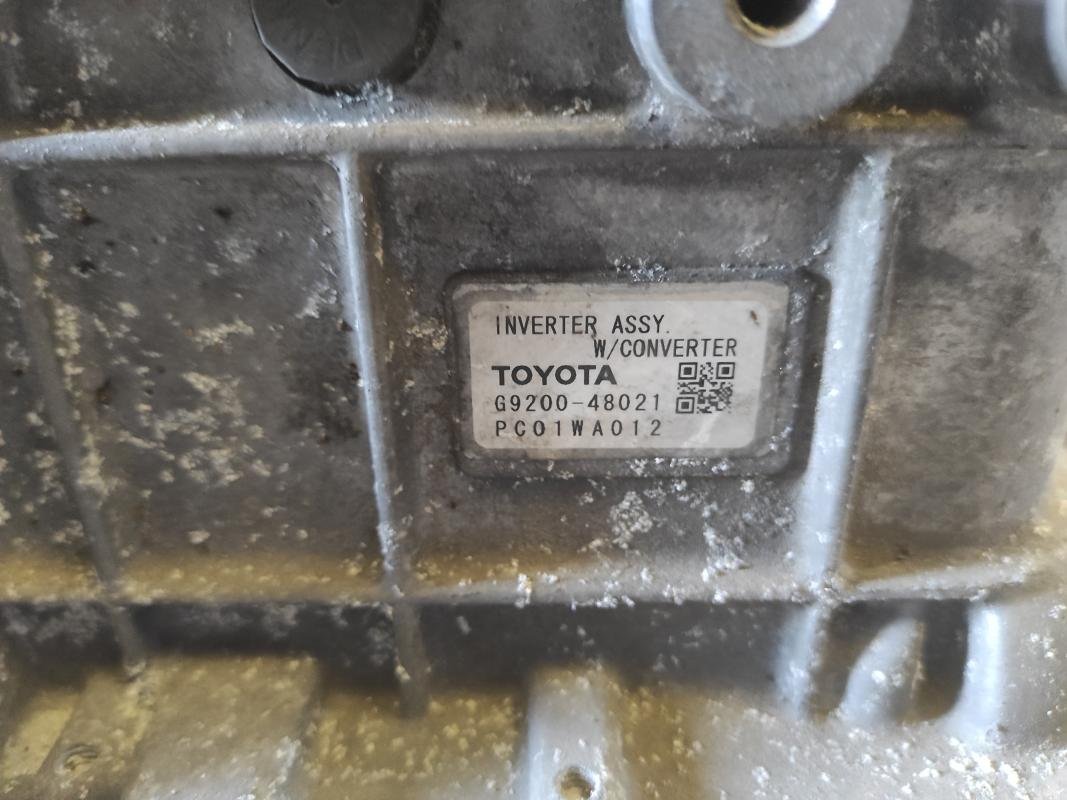 INVERTER ASSY.
W/CONVERTER
TOYOTA
G9200-48021
PC01WA012